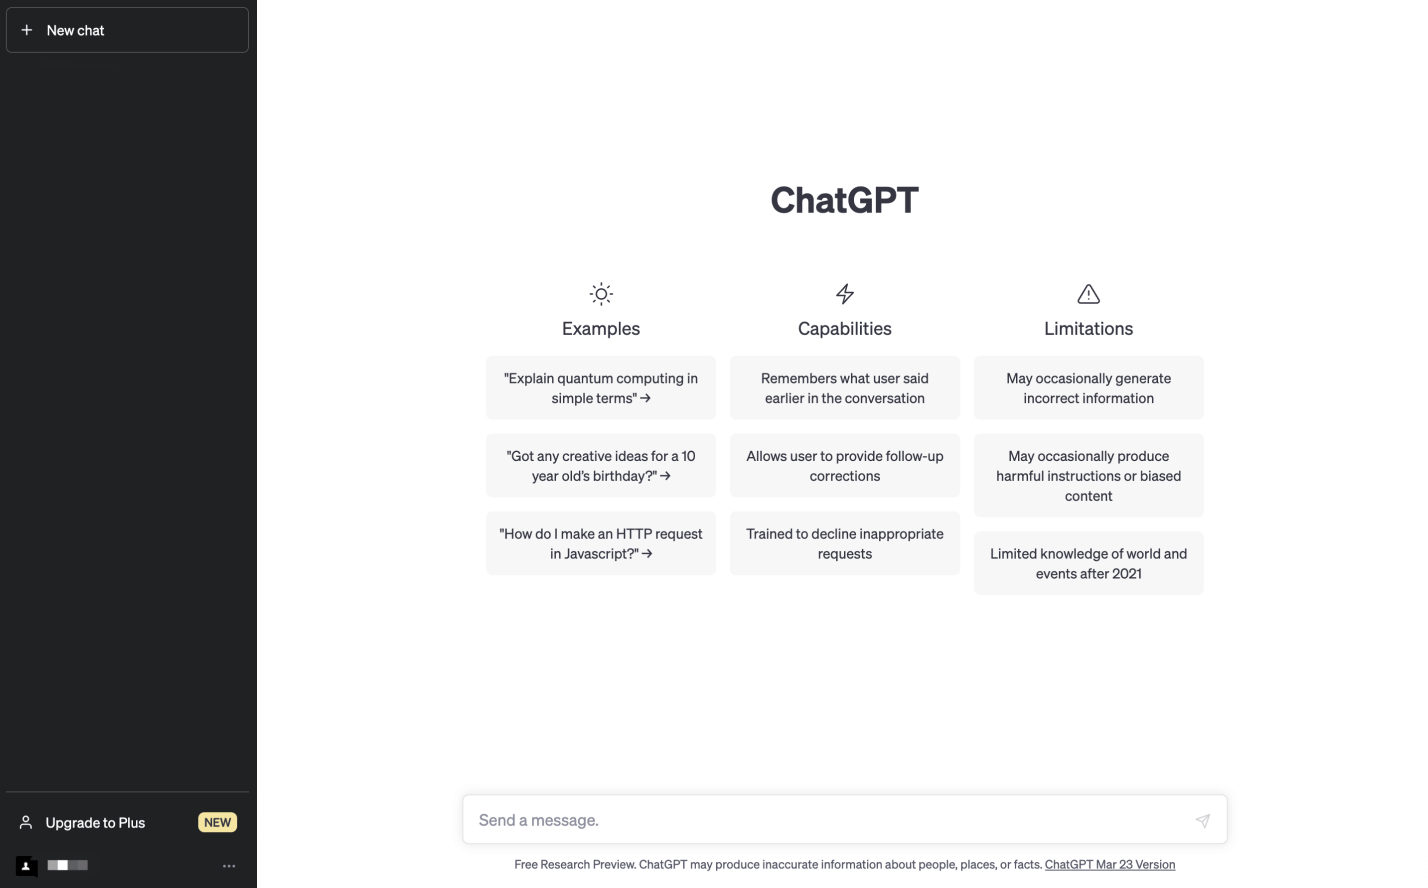 New chat
ChatGPT
Examples
"Explain quantum computing in
simple terms" →
"Got any creative ideas for a 10
year old's birthday?" →
"How do I make an HTTP request
in Javascript?" →
Capabilities
Remembers what user said
earlier in the conversation
Allows user to provide follow-up
corrections
Trained to decline inappropriate
requests
Limitations
May occasionally generate
incorrect information
May occasionally produce
harmful instructions or biased
content
Limited knowledge of world and
events after 2021
Upgrade to Plus NEW
Send a message.
Free Research Preview. ChatGPT may produce inaccurate information about people, places, or facts. ChatGPT Mar 23 Version